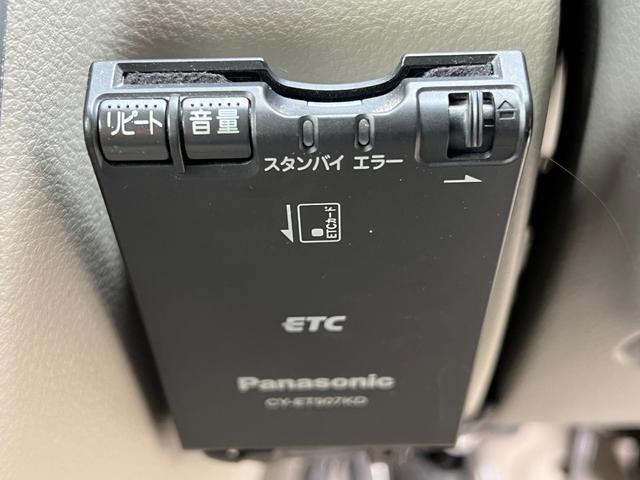 リピート 音量
スタンバイ エラー
ETCカード
ETC
Panasonic
CY-ET907KD